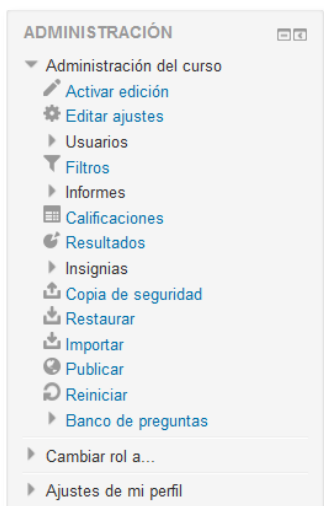 ADMINISTRACIÓN
Administración del curso
Activar edición
Editar ajustes
Usuarios
Filtros
Informes
Calificaciones
Resultados
Insignias
Copia de seguridad
Restaurar
Importar
Publicar
Reiniciar
Banco de preguntas
Cambiar rol a...
Ajustes de mi perfil